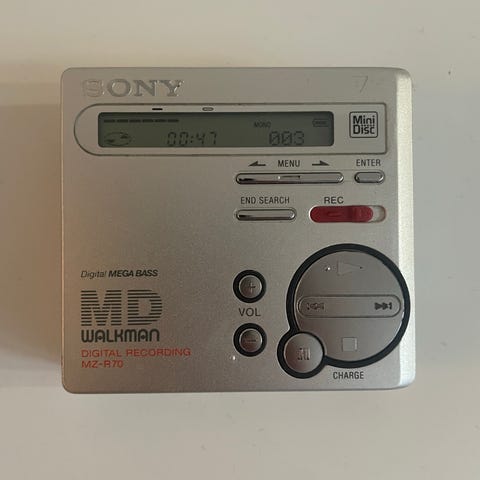 SONY
MONO
00:47 003
Mini
Disc
MENU ENTER
END SEARCH REC
Digital MEGA BASS
MD
WALKMAN
DIGITAL RECORDING
MZ-R70
VOL
CHARGE